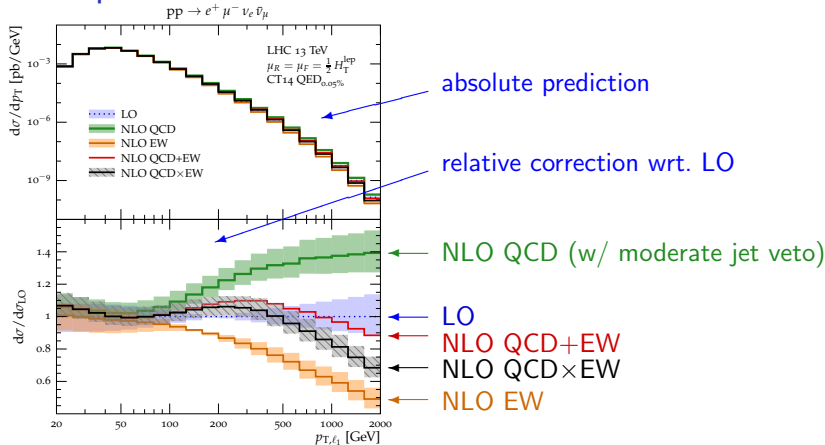 pp → e⁺ μ⁻ νₑ ν̄_μ
dσ/dp_T [pb/GeV]
10⁻³
10⁻⁶
10⁻⁹
LHC 13 TeV
μ_R = μ_F = ½ H_T^lep
CT14 QED_0.05%
LO
NLO QCD
NLO EW
NLO QCD+EW
NLO QCD×EW
absolute prediction
relative correction wrt. LO
dσ/dσ_LO
1.4
1.2
1
0.8
0.6
NLO QCD (w/ moderate jet veto)
LO
NLO QCD+EW
NLO QCD×EW
NLO EW
20 50 100 200 500 1000 2000
p_T,ℓ₁ [GeV]